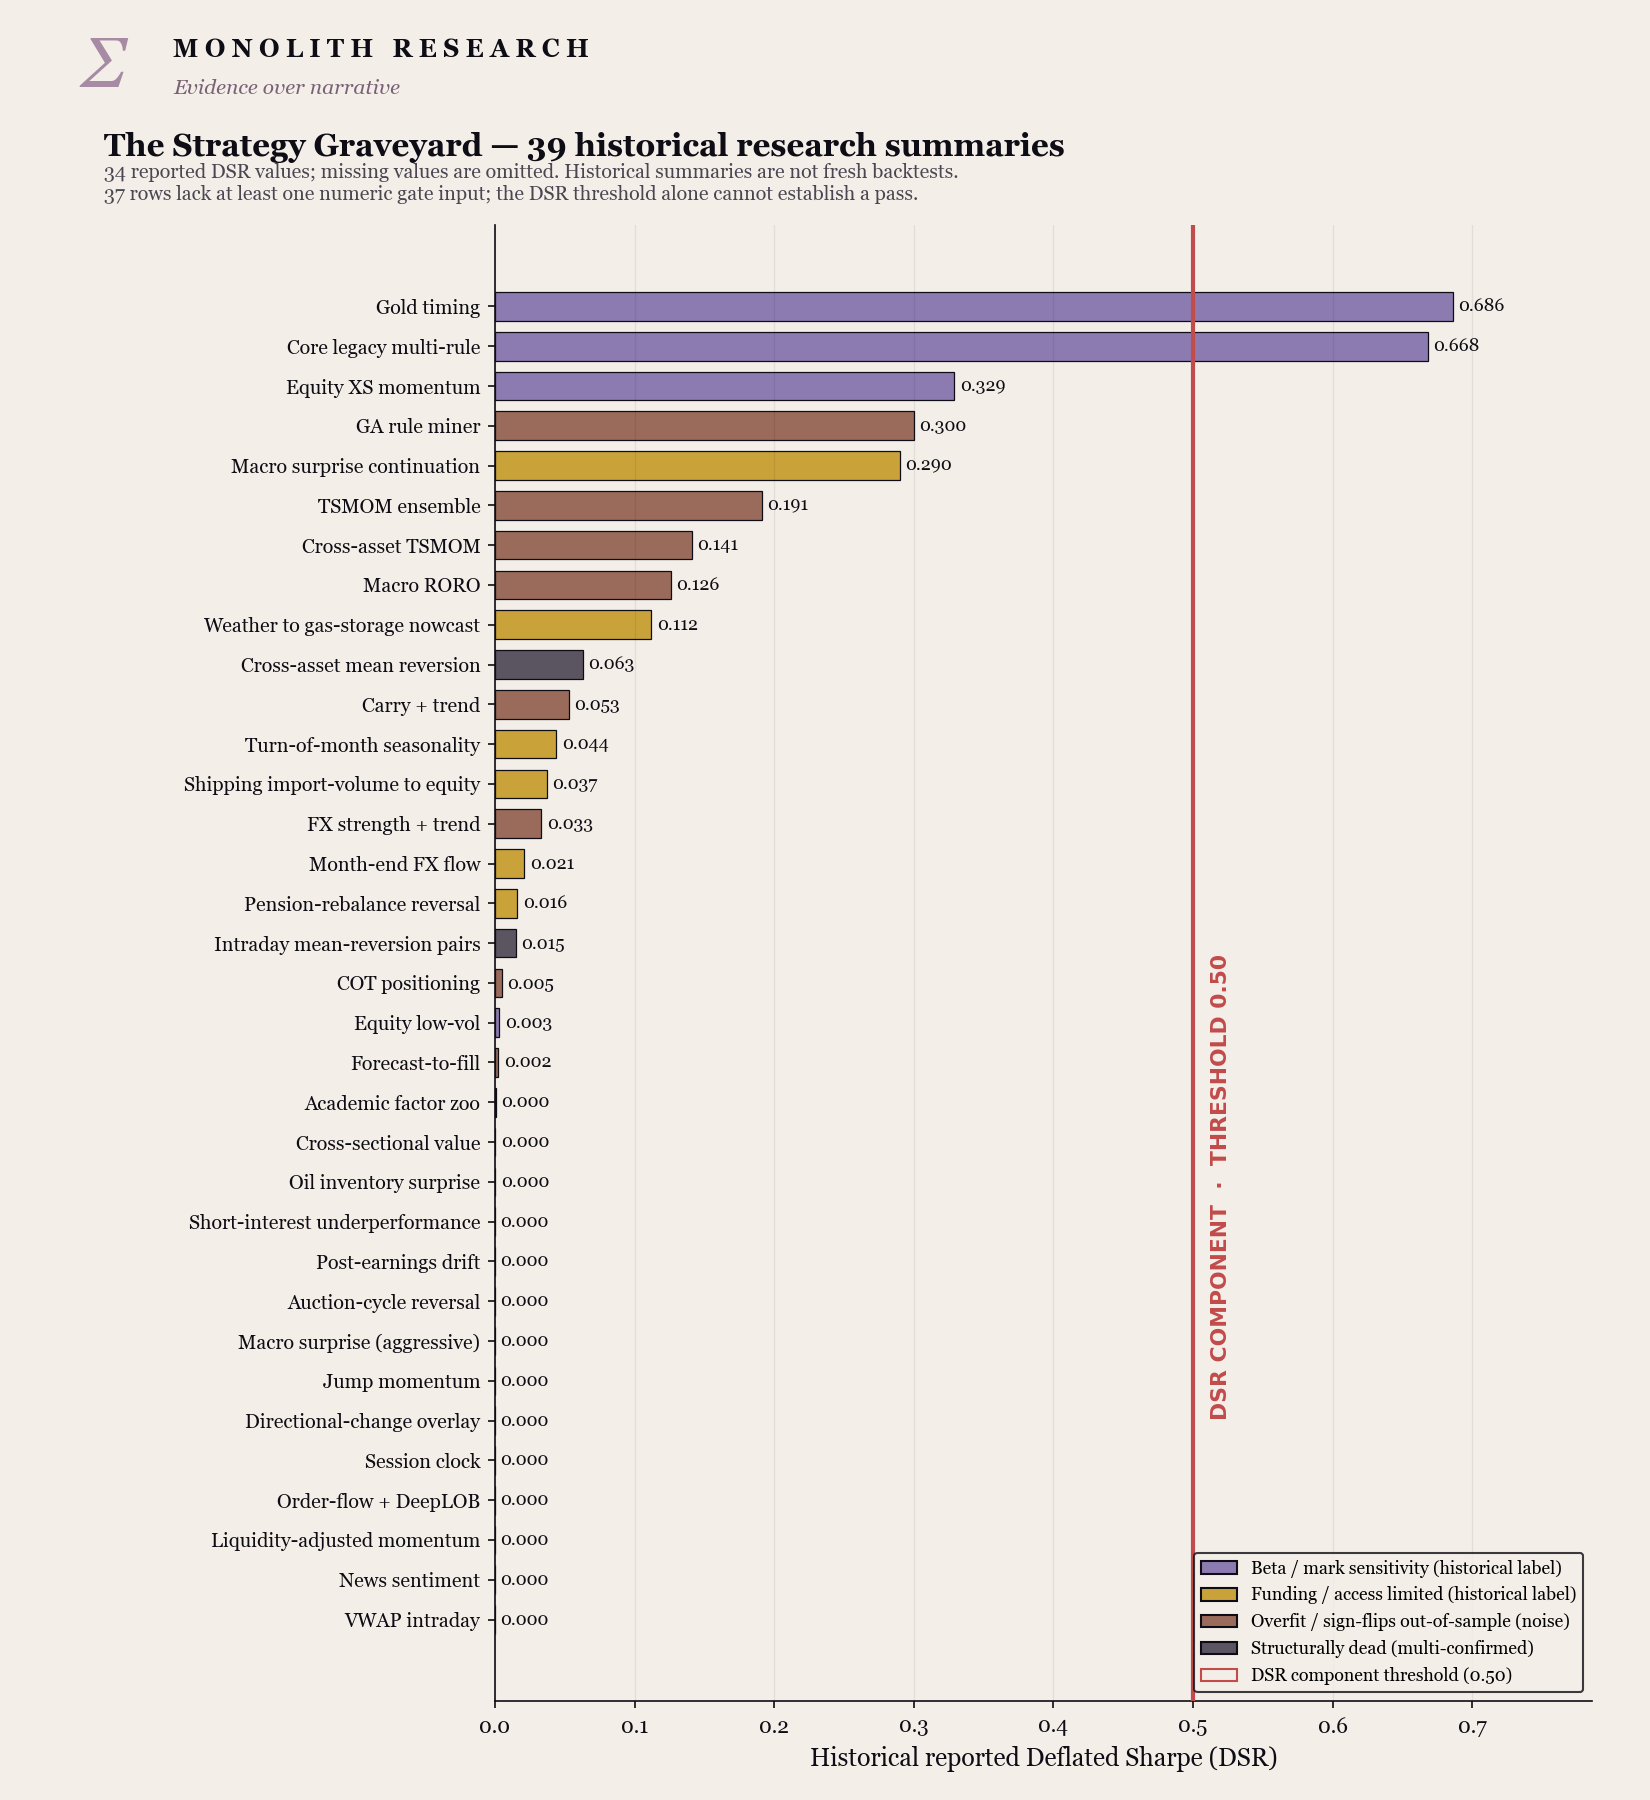 Σ
MONOLITH RESEARCH
Evidence over narrative
The Strategy Graveyard — 39 historical research summaries
34 reported DSR values; missing values are omitted. Historical summaries are not fresh backtests.
37 rows lack at least one numeric gate input; the DSR threshold alone cannot establish a pass.
Gold timing 0.686
Core legacy multi-rule 0.668
Equity XS momentum 0.329
GA rule miner 0.300
Macro surprise continuation 0.290
TSMOM ensemble 0.191
Cross-asset TSMOM 0.141
Macro RORO 0.126
Weather to gas-storage nowcast 0.112
Cross-asset mean reversion 0.063
Carry + trend 0.053
Turn-of-month seasonality 0.044
Shipping import-volume to equity 0.037
FX strength + trend 0.033
Month-end FX flow 0.021
Pension-rebalance reversal 0.016
Intraday mean-reversion pairs 0.015
COT positioning 0.005
Equity low-vol 0.003
Forecast-to-fill 0.002
Academic factor zoo 0.000
Cross-sectional value 0.000
Oil inventory surprise 0.000
Short-interest underperformance 0.000
Post-earnings drift 0.000
Auction-cycle reversal 0.000
Macro surprise (aggressive) 0.000
Jump momentum 0.000
Directional-change overlay 0.000
Session clock 0.000
Order-flow + DeepLOB 0.000
Liquidity-adjusted momentum 0.000
News sentiment 0.000
VWAP intraday 0.000
DSR COMPONENT · THRESHOLD 0.50
Beta / mark sensitivity (historical label)
Funding / access limited (historical label)
Overfit / sign-flips out-of-sample (noise)
Structurally dead (multi-confirmed)
DSR component threshold (0.50)
0.0 0.1 0.2 0.3 0.4 0.5 0.6 0.7
Historical reported Deflated Sharpe (DSR)